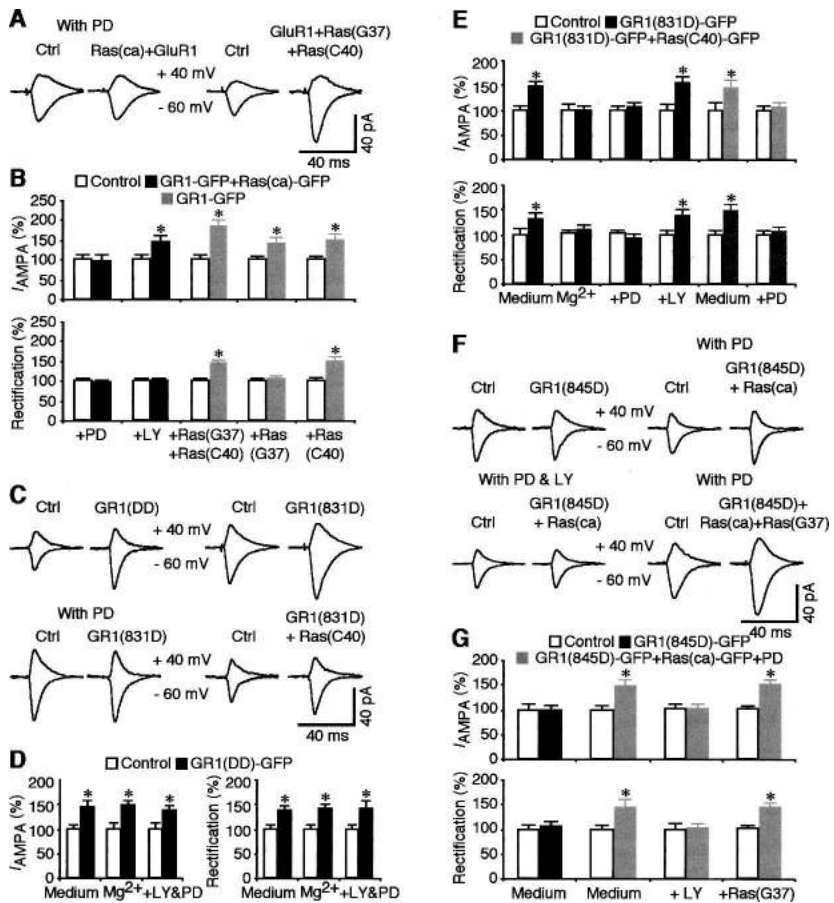 A
With PD
Ctrl Ras(ca)+GluR1 Ctrl GluR1+Ras(G37)
+Ras(C40)
+ 40 mV
- 60 mV
40 pA
40 ms
B
Control GR1-GFP+Ras(ca)-GFP
GR1-GFP
IAMPA (%)
250
200
150
100
50
* * * *
Rectification (%)
200
150
100
50
0
* *
+PD +LY +Ras(G37) +Ras +Ras
+Ras(C40) (G37) (C40)
C
Ctrl GR1(DD) Ctrl GR1(831D)
+ 40 mV
- 60 mV
With PD
Ctrl GR1(831D) Ctrl GR1(831D)
+ Ras(C40)
+ 40 mV
- 60 mV
40 pA
40 ms
D
Control GR1(DD)-GFP
IAMPA (%)
200
150
100
50
0
* * *
Medium Mg2+ +LY&PD
Rectification (%)
200
150
100
50
0
* * *
Medium Mg2+ +LY&PD
E
Control GR1(831D)-GFP
GR1(831D)-GFP+Ras(C40)-GFP
IAMPA (%)
200
150
100
50
0
* * *
Rectification (%)
200
150
100
50
0
* * *
Medium Mg2+ +PD +LY Medium +PD
F
With PD
Ctrl GR1(845D) Ctrl GR1(845D)
+ Ras(ca)
+ 40 mV
- 60 mV
With PD & LY With PD
Ctrl GR1(845D) Ctrl GR1(845D)+
+ Ras(ca) Ras(ca)+Ras(G37)
+ 40 mV
- 60 mV
40 pA
40 ms
G
Control GR1(845D)-GFP
GR1(845D)-GFP+Ras(ca)-GFP+PD
IAMPA (%)
200
150
100
50
0
* *
Rectification (%)
200
150
100
50
0
* *
Medium Medium + LY +Ras(G37)